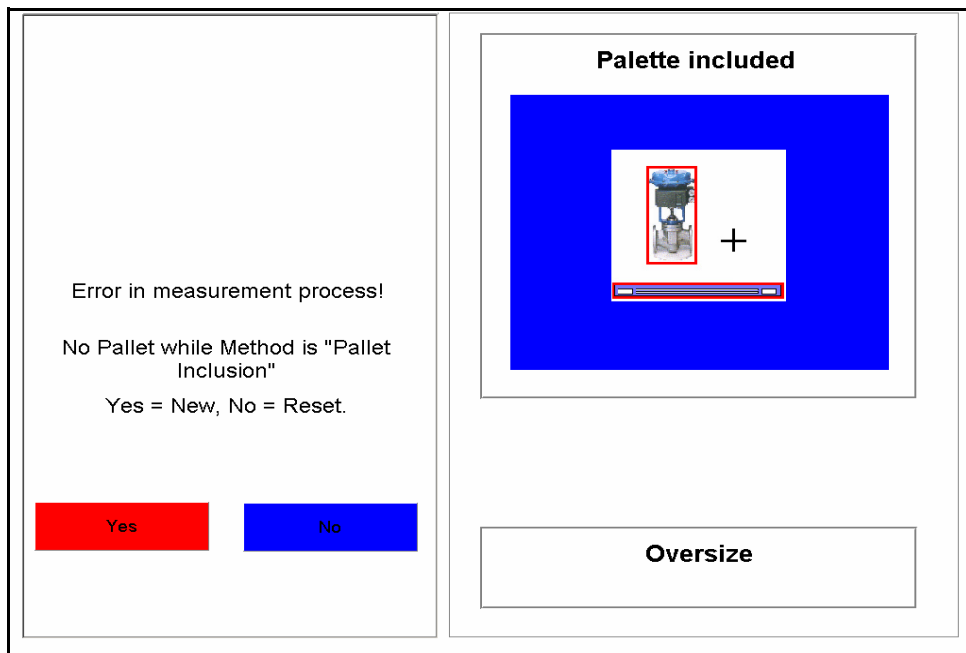 Error in measurement process!
No Pallet while Method is "Pallet
Inclusion"
Yes = New, No = Reset.
Yes
No
Palette included
Oversize